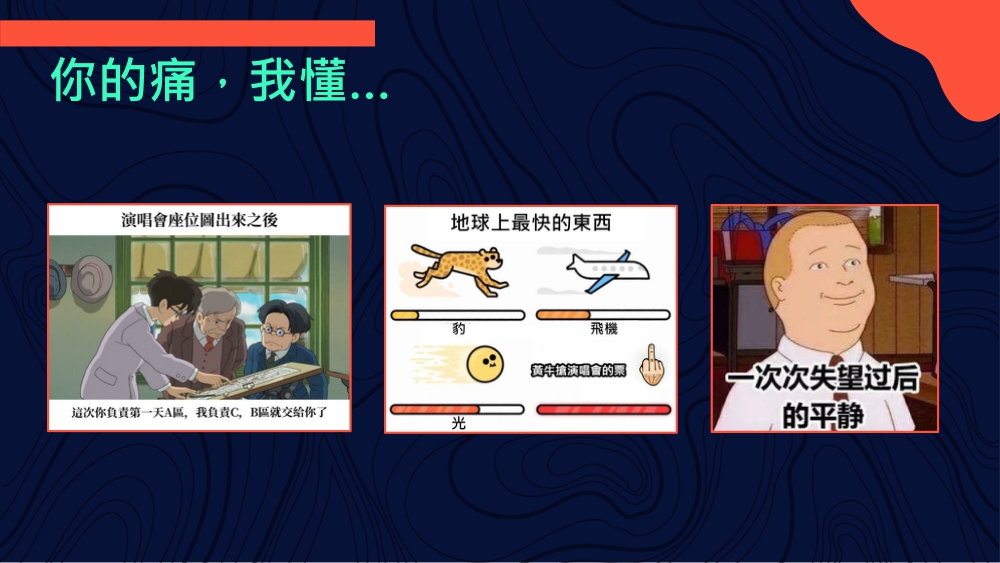 你的痛，我懂...
演唱會座位圖出來之後
這次你負責第一天A區，我負責C，B區就交給你了
地球上最快的東西
豹
飛機
黃牛搶演唱會的票
光
一次次失望过后
的平静